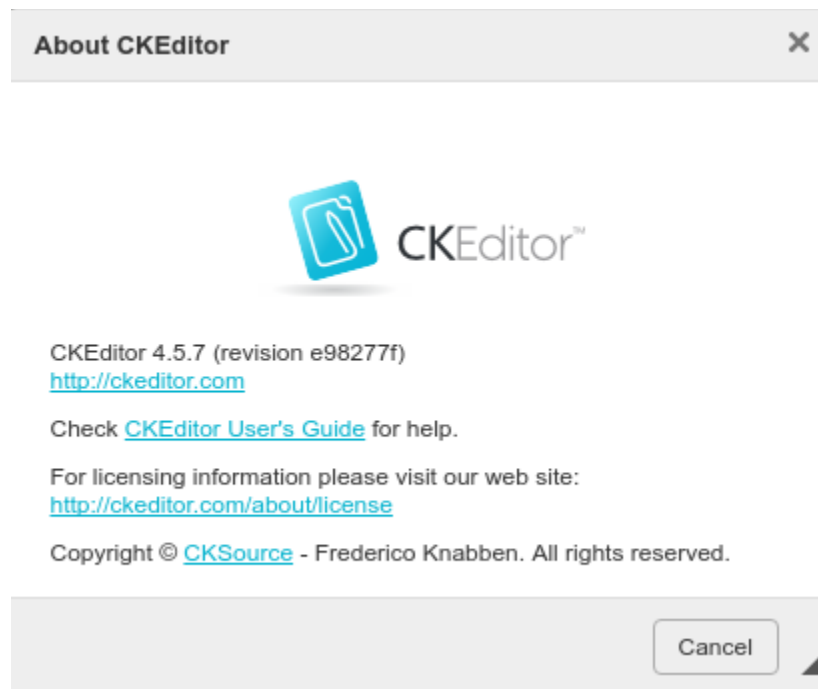 About CKEditor
CKEditor™
CKEditor 4.5.7 (revision e98277f)
http://ckeditor.com
Check CKEditor User's Guide for help.
For licensing information please visit our web site:
http://ckeditor.com/about/license
Copyright © CKSource - Frederico Knabben. All rights reserved.
Cancel